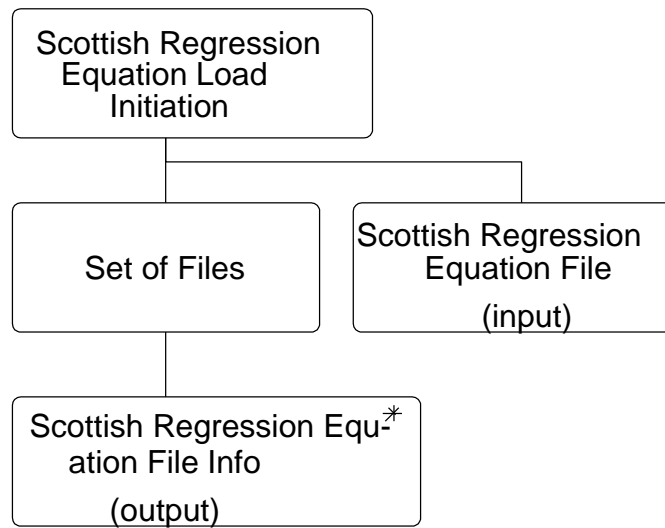 Scottish Regression
Equation Load
Initiation
Set of Files
Scottish Regression
Equation File
(input)
Scottish Regression Equ-*
ation File Info
(output)